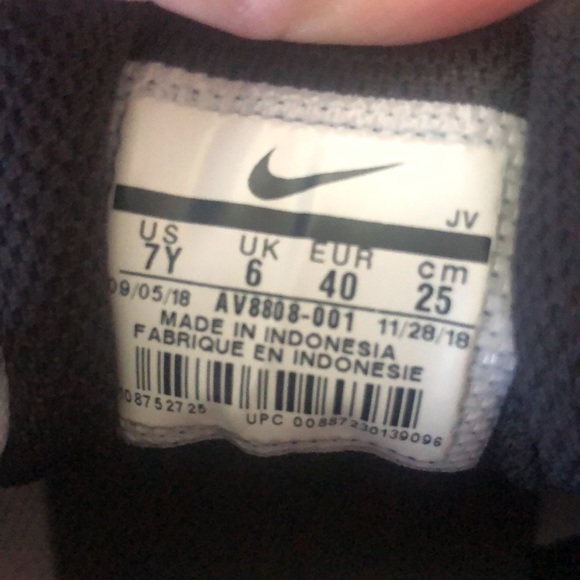 JV
US UK EUR cm
7Y 6 40 25
09/05/18 AV8808-001 11/28/18
MADE IN INDONESIA
FABRIQUE EN INDONESIE
08752725 UPC 00887230139096